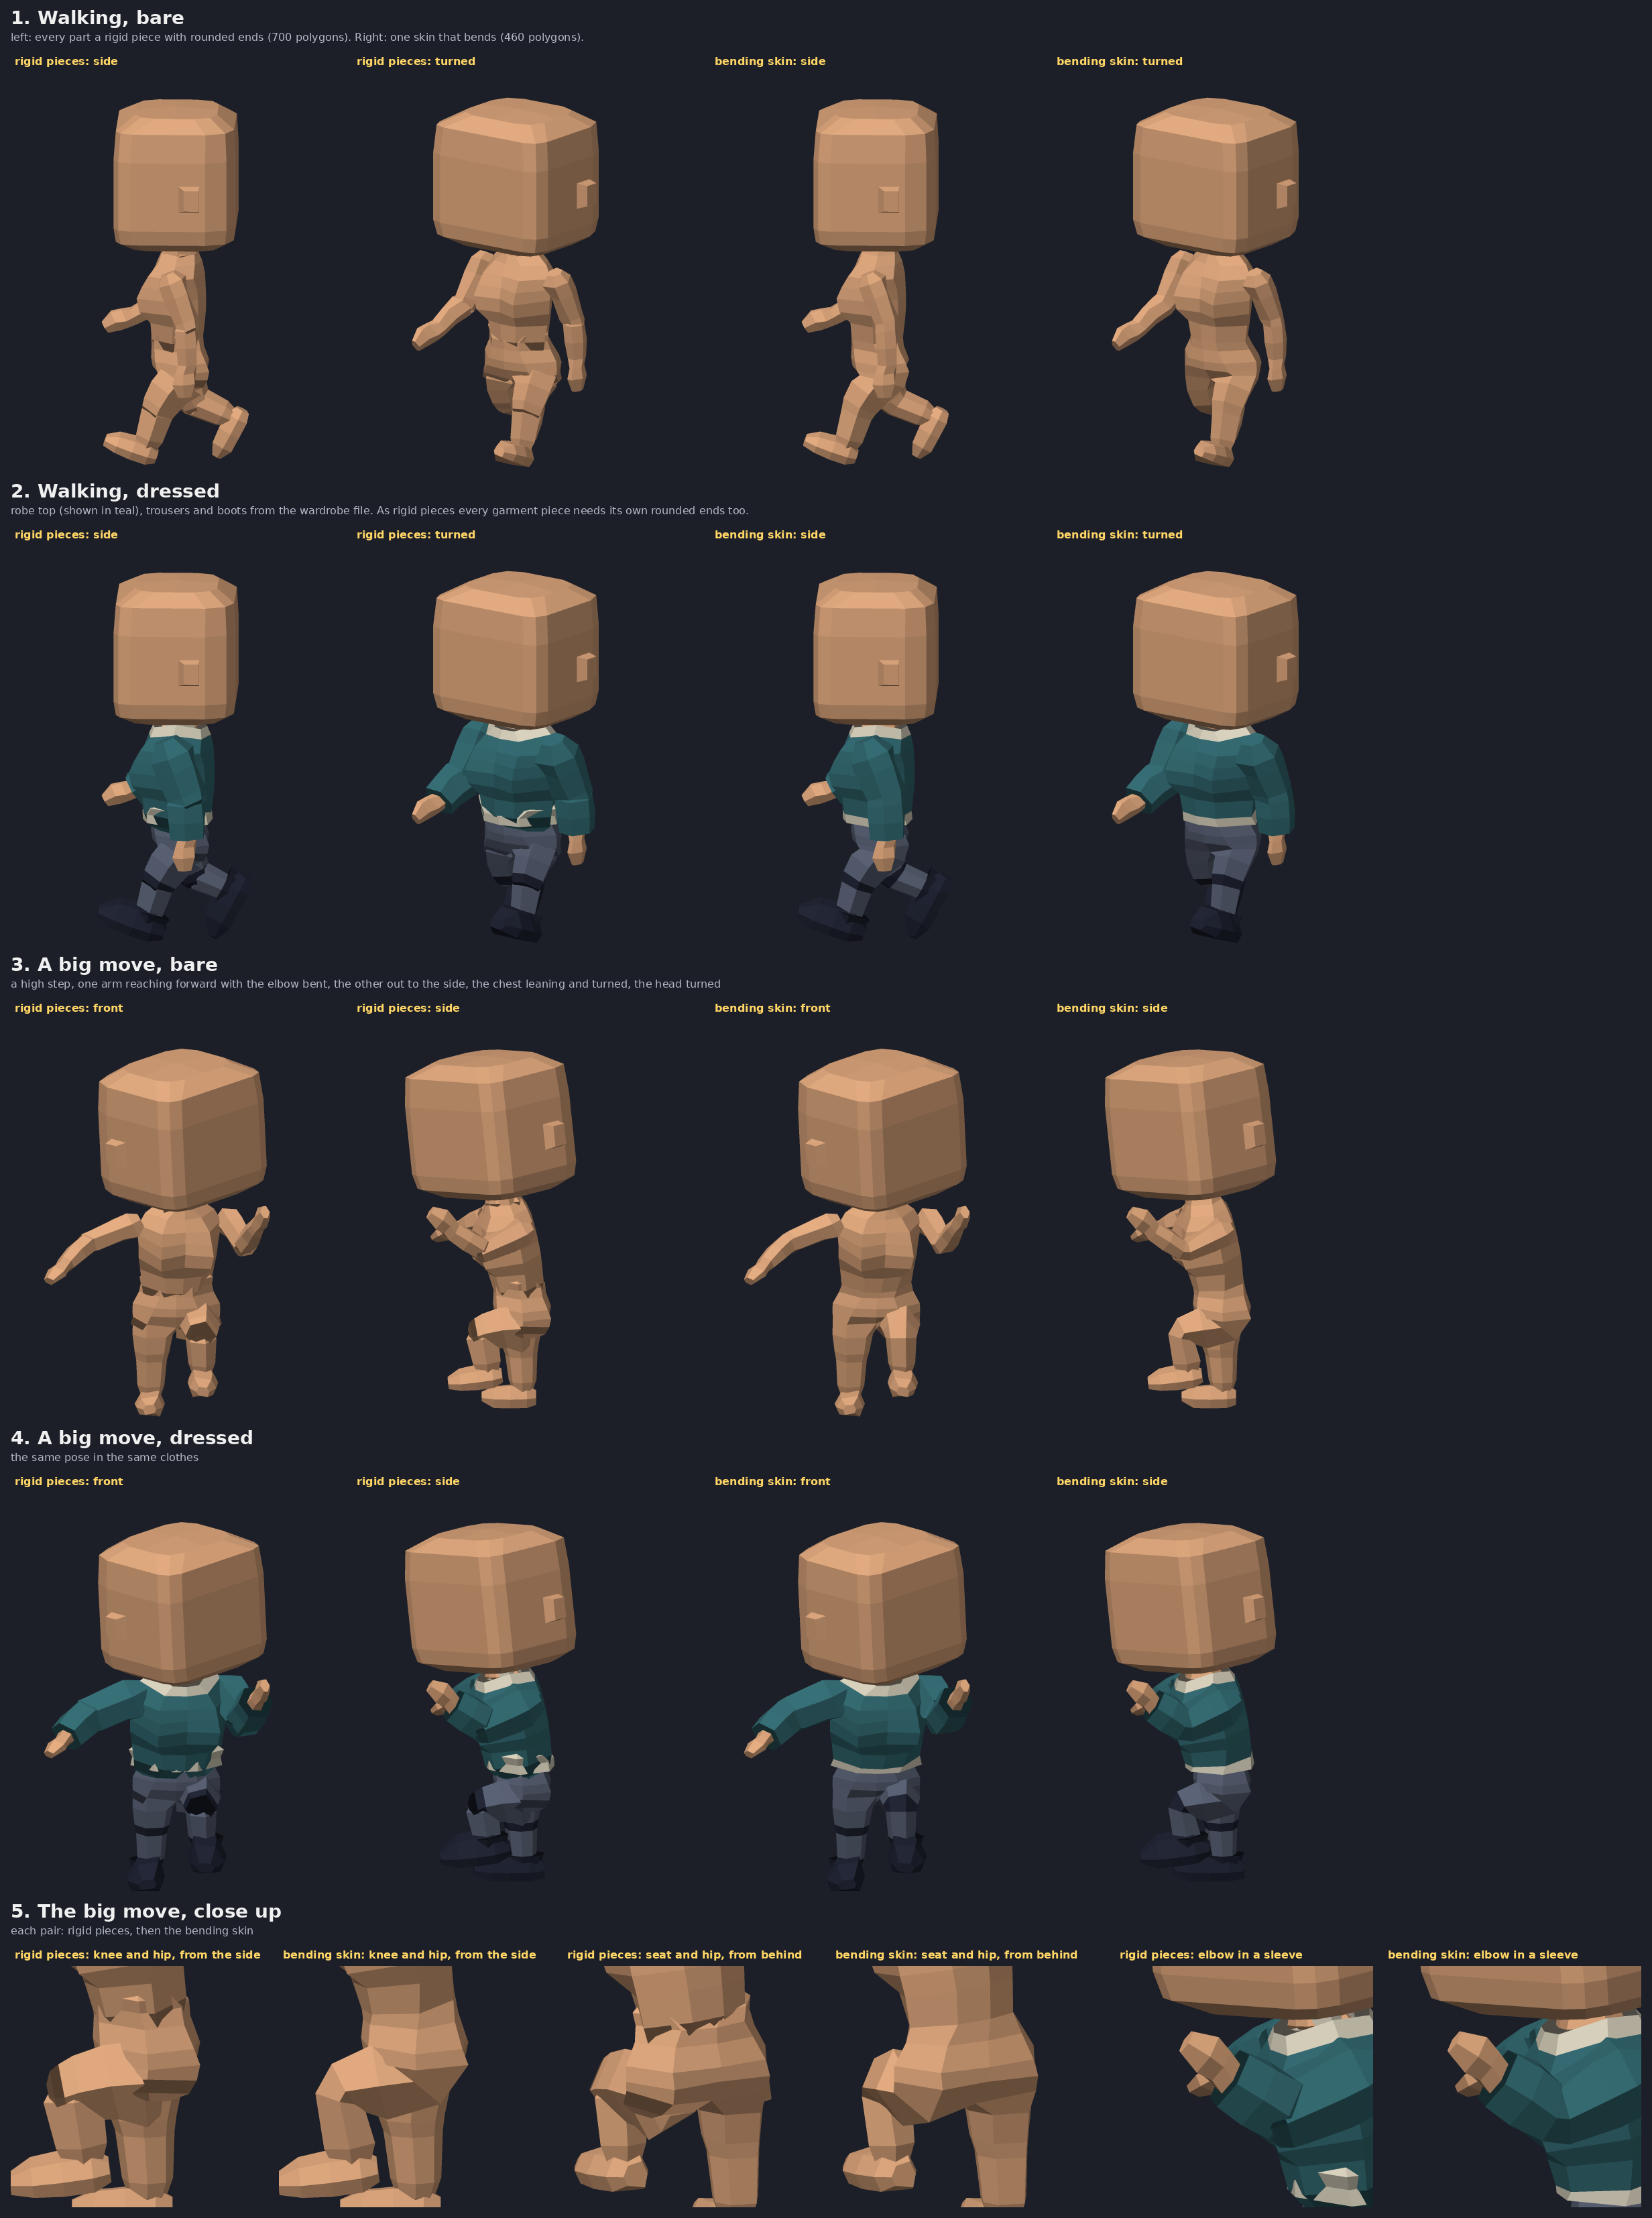 1. Walking, bare
left: every part a rigid piece with rounded ends (700 polygons). Right: one skin that bends (460 polygons).
rigid pieces: side
rigid pieces: turned
bending skin: side
bending skin: turned
2. Walking, dressed
robe top (shown in teal), trousers and boots from the wardrobe file. As rigid pieces every garment piece needs its own rounded ends too.
rigid pieces: side
rigid pieces: turned
bending skin: side
bending skin: turned
3. A big move, bare
a high step, one arm reaching forward with the elbow bent, the other out to the side, the chest leaning and turned, the head turned
rigid pieces: front
rigid pieces: side
bending skin: front
bending skin: side
4. A big move, dressed
the same pose in the same clothes
rigid pieces: front
rigid pieces: side
bending skin: front
bending skin: side
5. The big move, close up
each pair: rigid pieces, then the bending skin
rigid pieces: knee and hip, from the side
bending skin: knee and hip, from the side
rigid pieces: seat and hip, from behind
bending skin: seat and hip, from behind
rigid pieces: elbow in a sleeve
bending skin: elbow in a sleeve